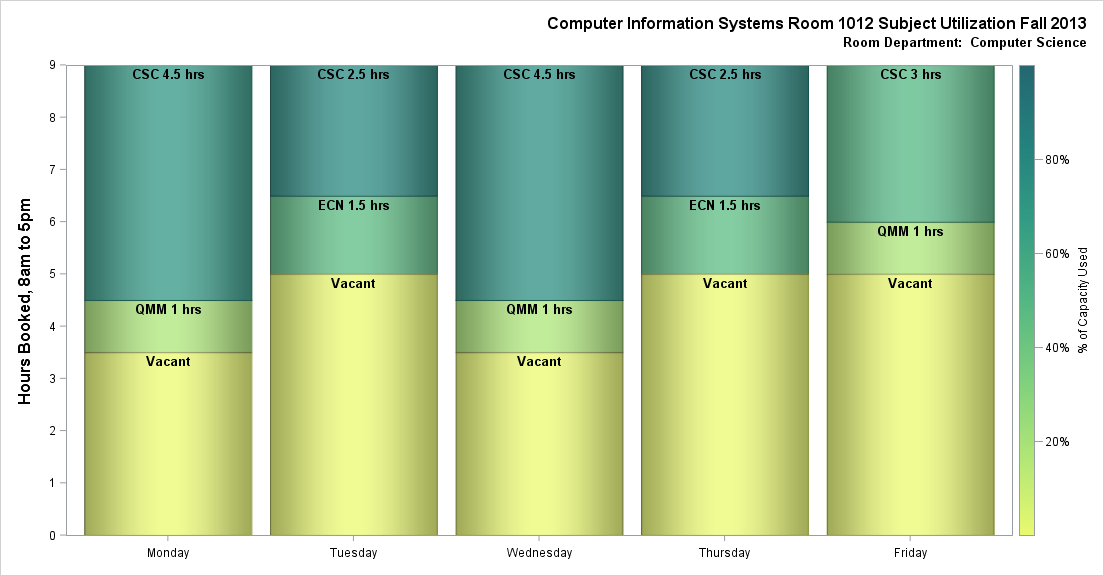 Computer Information Systems Room 1012 Subject Utilization Fall 2013
Room Department:  Computer Science
Hours Booked, 8am to 5pm
9
8
7
6
5
4
3
2
1
0
CSC 4.5 hrs
QMM 1 hrs
Vacant
CSC 2.5 hrs
ECN 1.5 hrs
Vacant
CSC 4.5 hrs
QMM 1 hrs
Vacant
CSC 2.5 hrs
ECN 1.5 hrs
Vacant
CSC 3 hrs
QMM 1 hrs
Vacant
Monday
Tuesday
Wednesday
Thursday
Friday
80%
60%
40%
20%
% of Capacity Used